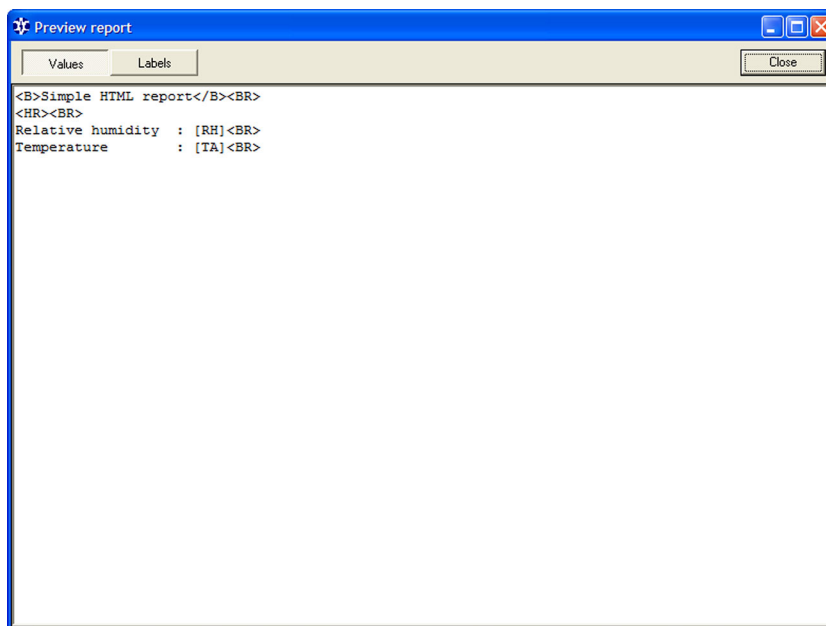 Preview report
Values Labels Close
<B>Simple HTML report</B><BR>
<HR><BR>
Relative humidity  : [RH]<BR>
Temperature        : [TA]<BR>